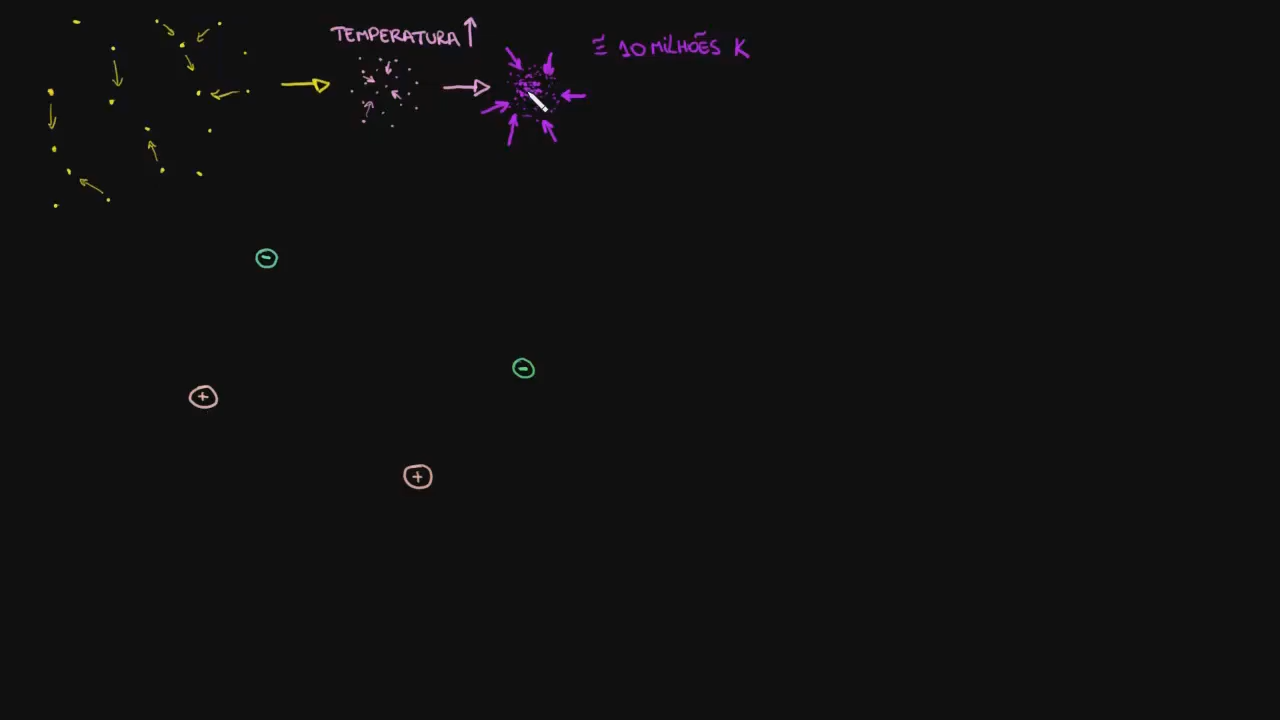 TEMPERATURA ↑
≈ 10 MILHÕES K
-
-
+
+